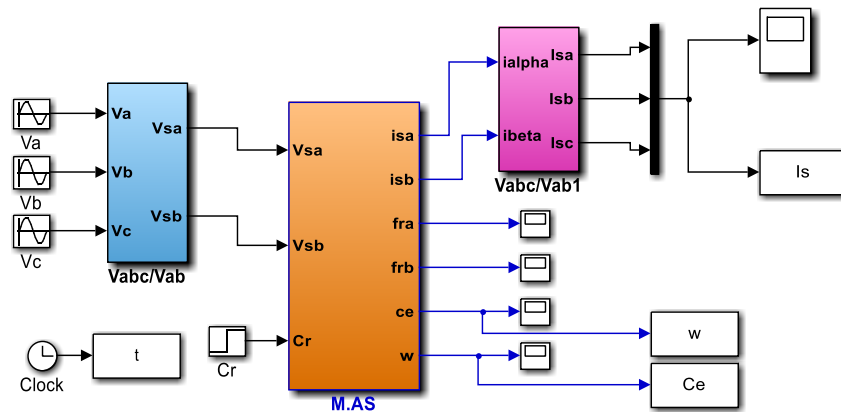 Va
Vb
Vc
Va
Vb
Vc
Vsa
Vsb
Vabc/Vab
Clock
t
Cr
Vsa
Vsb
Cr
isa
isb
fra
frb
ce
w
M.AS
ialpha
ibeta
Isa
Isb
Isc
Vabc/Vab1
Is
w
Ce